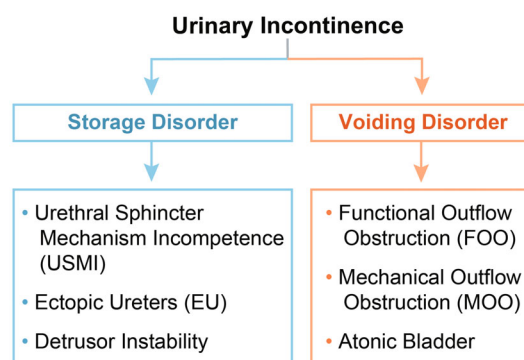 Urinary Incontinence
Storage Disorder
Voiding Disorder
• Urethral Sphincter
Mechanism Incompetence
(USMI)
• Ectopic Ureters (EU)
• Detrusor Instability
• Functional Outflow
Obstruction (FOO)
• Mechanical Outflow
Obstruction (MOO)
• Atonic Bladder